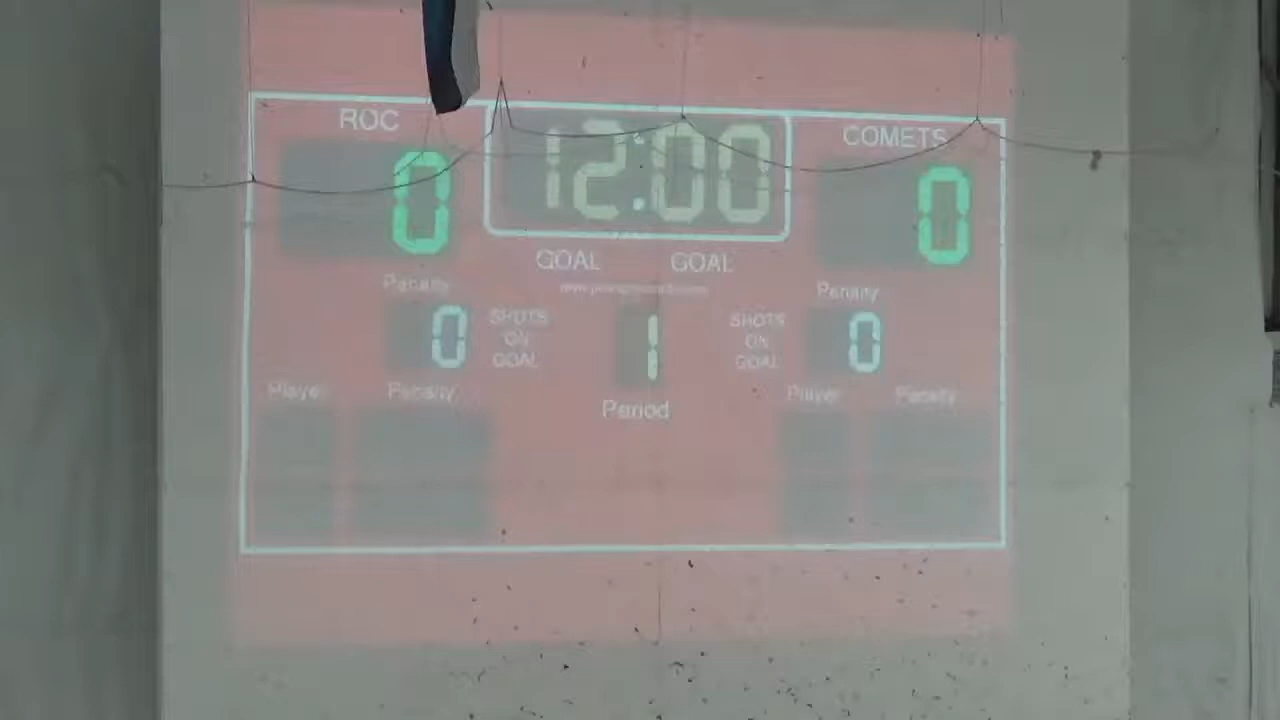 ROC
12:00
COMETS
0
0
GOAL GOAL
Penalty
Penalty
0
SHOTS
ON
GOAL
1
SHOTS
ON
GOAL
0
Player Penalty
Period
Player Penalty